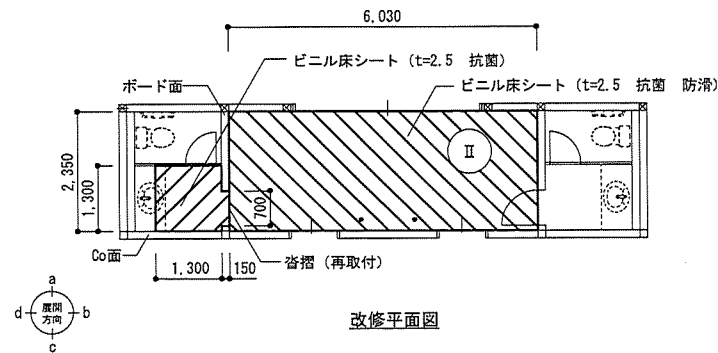 6,030
ビニル床シート (t=2.5 抗菌)
ボード面
ビニル床シート (t=2.5 抗菌 防滑)
Ⅱ
2,350
1,300
700
Co面
1,300
150
沓摺 (再取付)
a
d
展開
方向
b
c
改修平面図